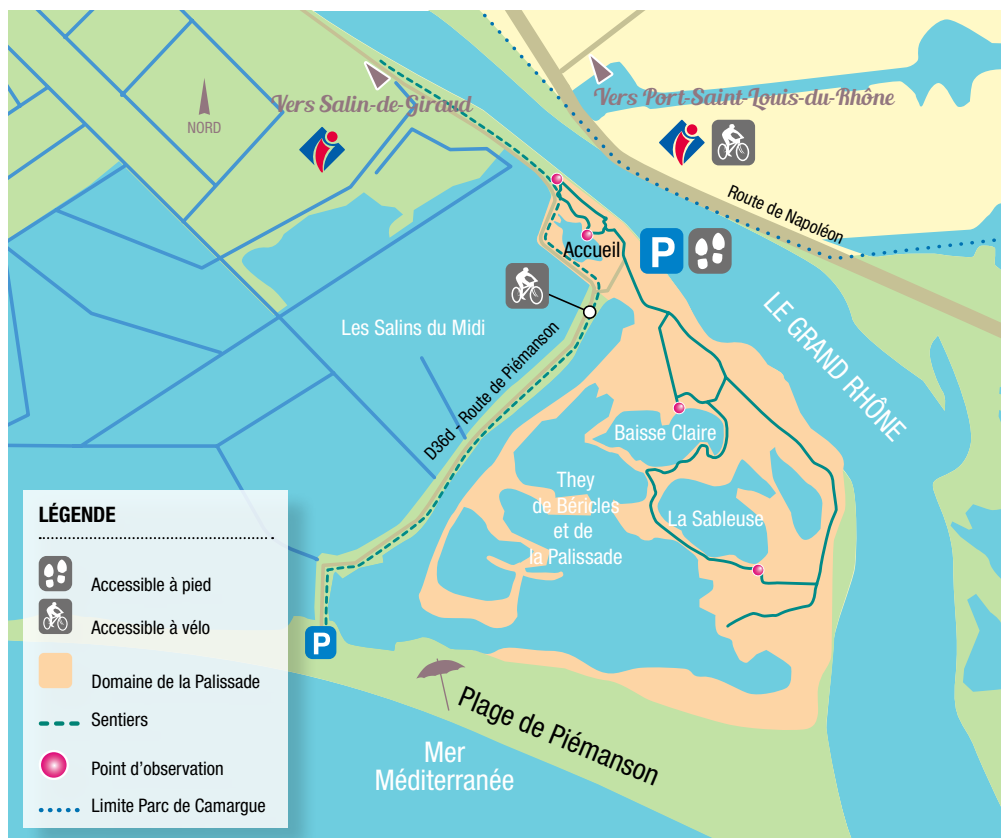 Vers Salin-de-Giraud
Vers Port-Saint-Louis-du-Rhône
NORD
Route de Napoléon
Accueil
P
LE GRAND RHÔNE
Les Salins du Midi
D36d - Route de Piémanson
Baisse Claire
They
de Béricles
et de
la Palissade
La Sableuse
P
Plage de Piémanson
Mer
Méditerranée
LÉGENDE
Accessible à pied
Accessible à vélo
Domaine de la Palissade
Sentiers
Point d'observation
Limite Parc de Camargue